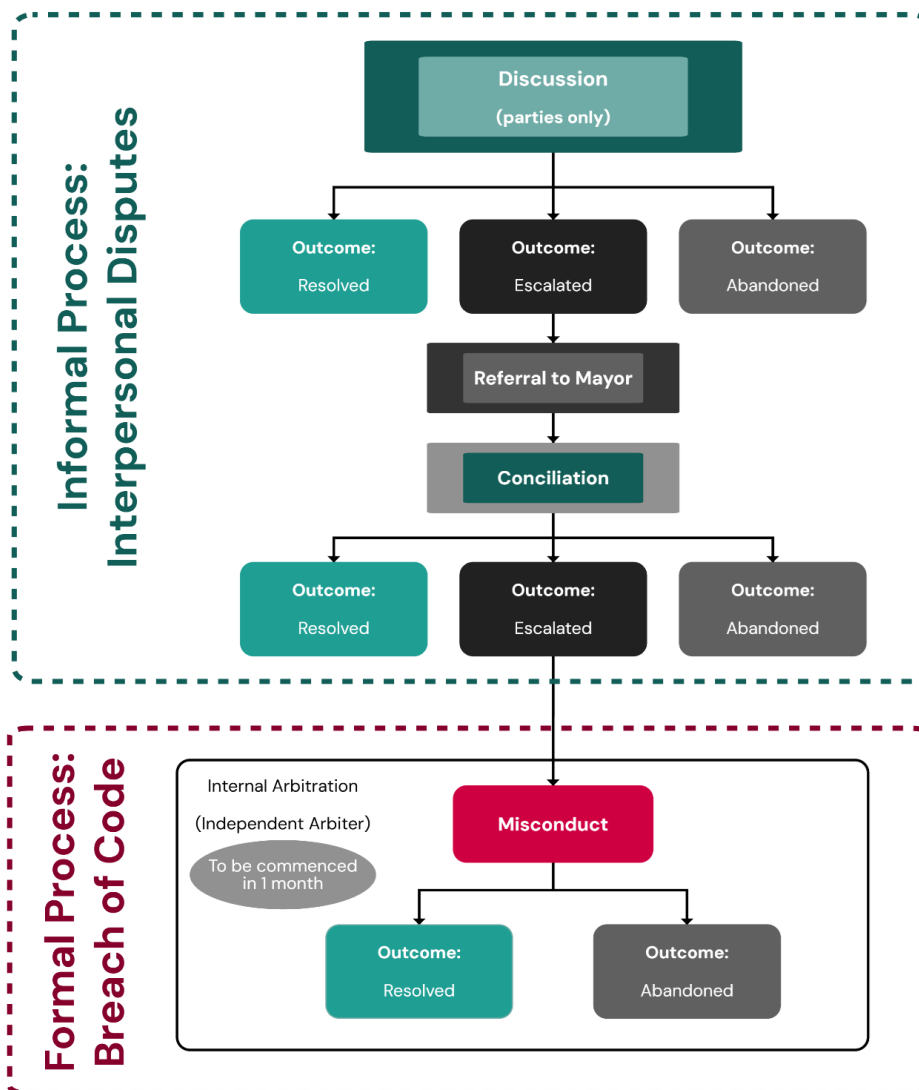 Informal Process:
Interpersonal Disputes
Discussion
(parties only)
Outcome:
Resolved
Outcome:
Escalated
Outcome:
Abandoned
Referral to Mayor
Conciliation
Outcome:
Resolved
Outcome:
Escalated
Outcome:
Abandoned
Formal Process:
Breach of Code
Internal Arbitration
(Independent Arbiter)
To be commenced
in 1 month
Misconduct
Outcome:
Resolved
Outcome:
Abandoned